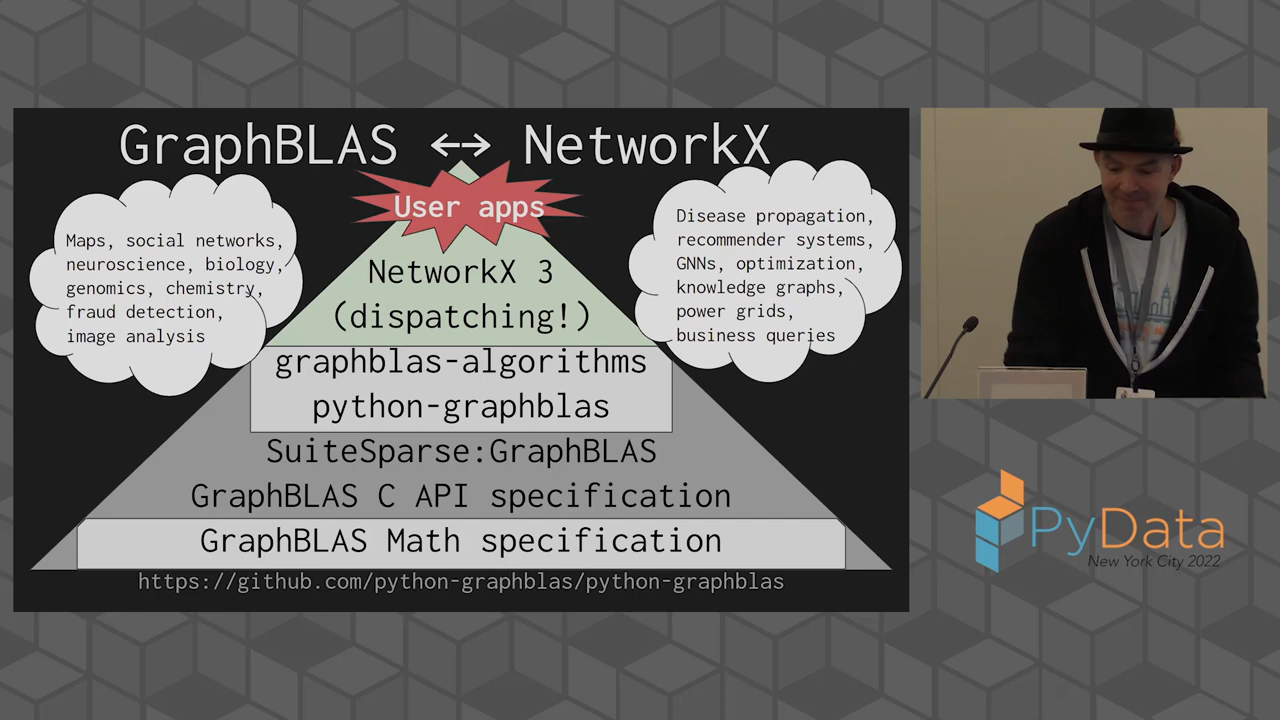 GraphBLAS ↔ NetworkX
User apps
Maps, social networks,
neuroscience, biology,
genomics, chemistry,
fraud detection,
image analysis
Disease propagation,
recommender systems,
GNNs, optimization,
knowledge graphs,
power grids,
business queries
NetworkX 3
(dispatching!)
graphblas-algorithms
python-graphblas
SuiteSparse:GraphBLAS
GraphBLAS C API specification
GraphBLAS Math specification
https://github.com/python-graphblas/python-graphblas
PyData
New York City 2022